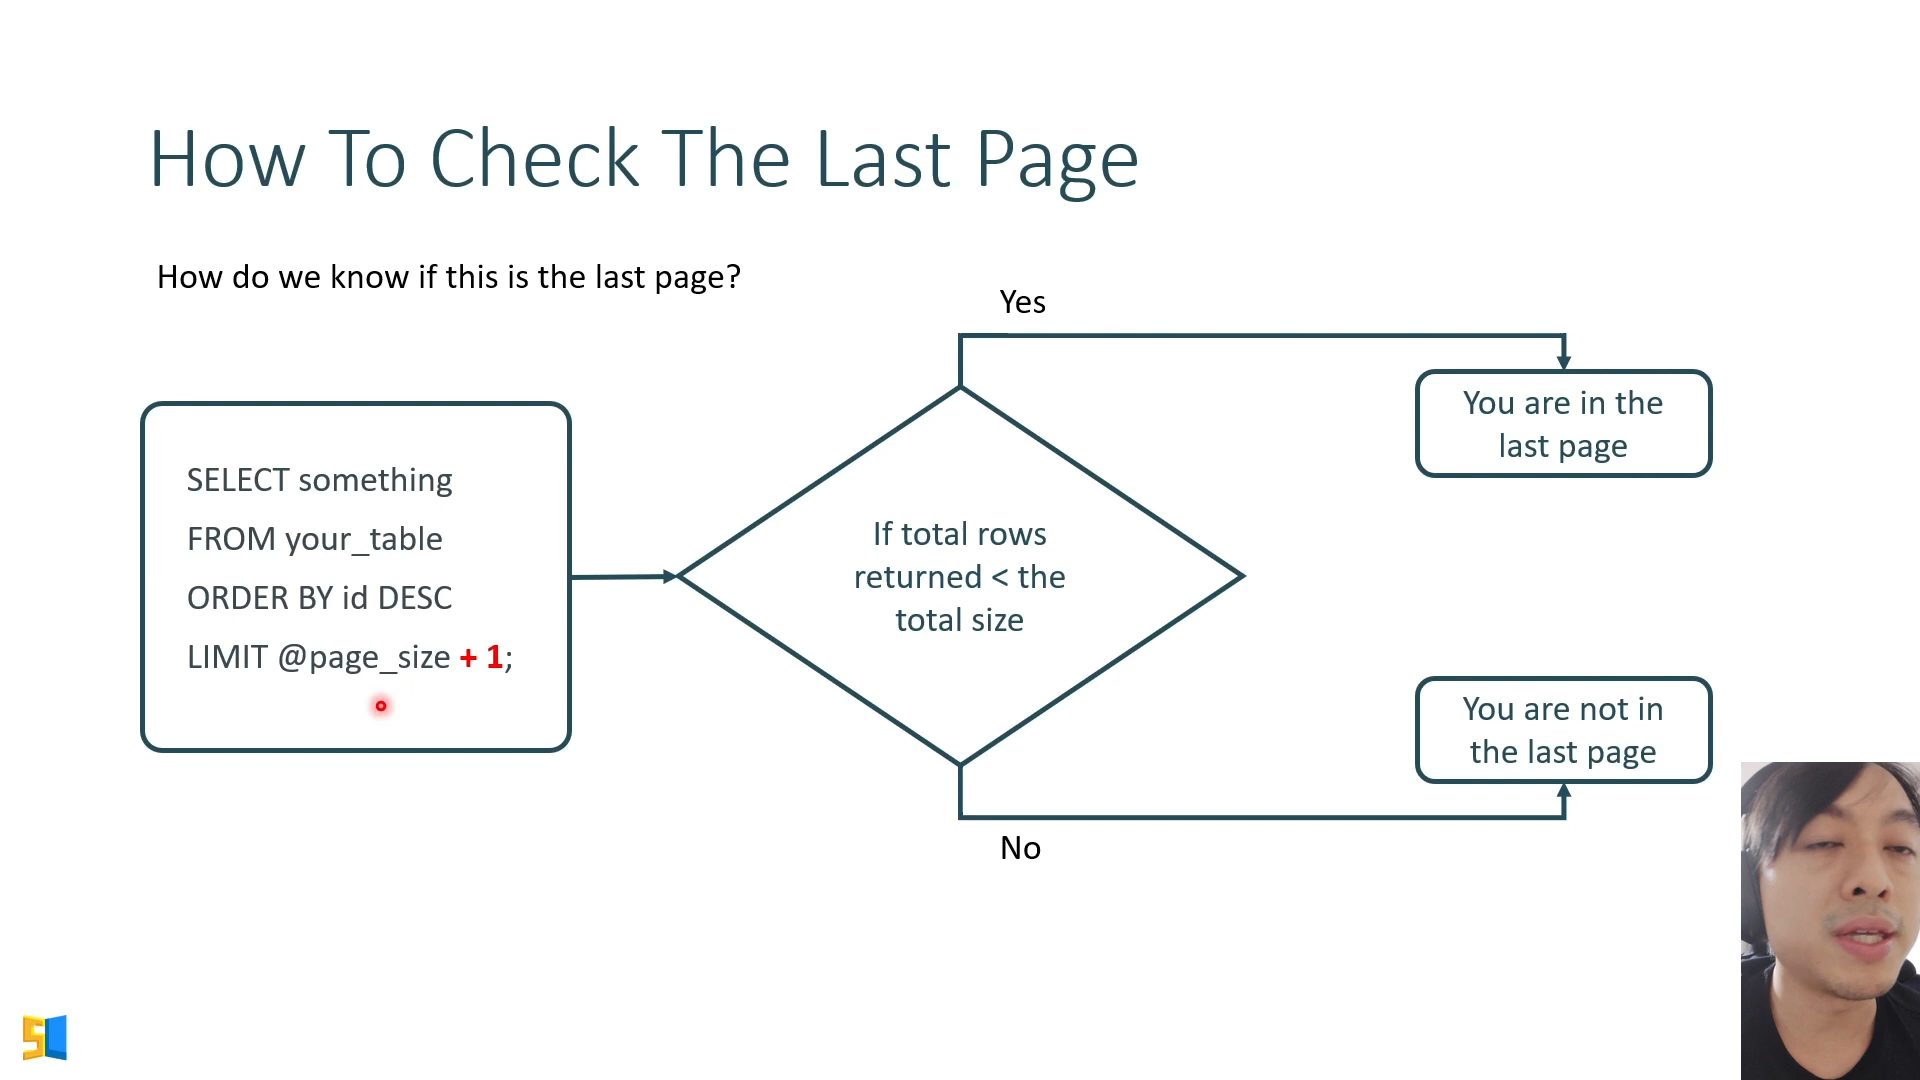 How To Check The Last Page
How do we know if this is the last page?
SELECT something
FROM your_table
ORDER BY id DESC
LIMIT @page_size + 1;
If total rows
returned < the
total size
Yes
You are in the
last page
No
You are not in
the last page